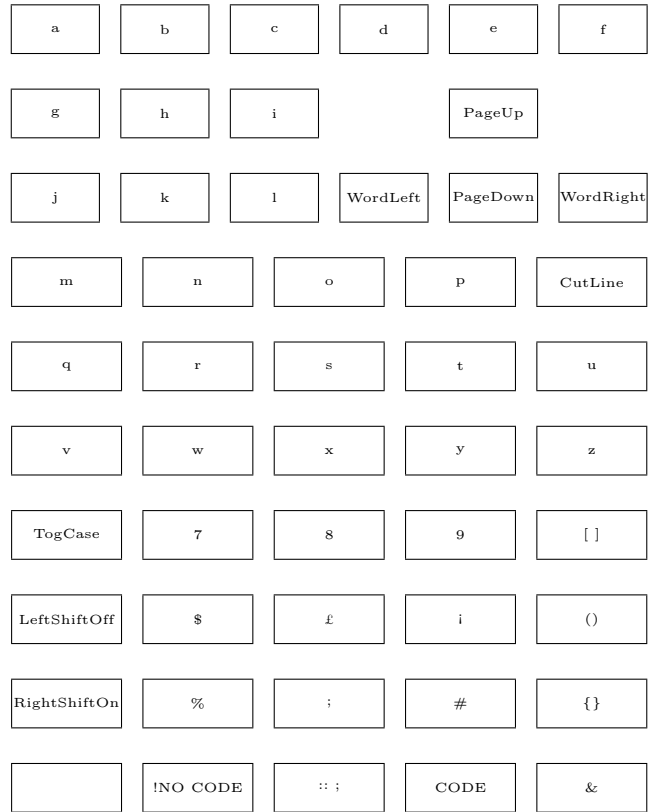 a b c d e f
g h i PageUp
j k l WordLeft PageDown WordRight
m n o p CutLine
q r s t u
v w x y z
TogCase 7 8 9 [ ]
LeftShiftOff $ £ ¡ ()
RightShiftOn % ; # {}
!NO CODE :: ; CODE &